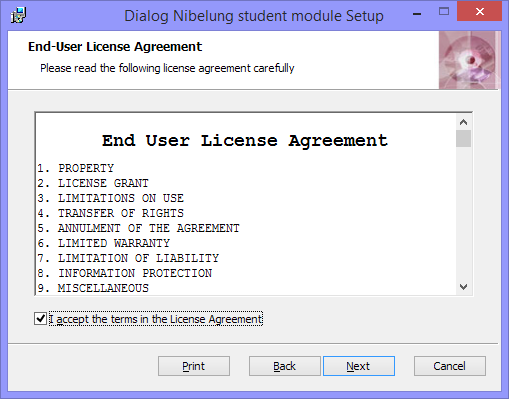 Dialog Nibelung student module Setup
End-User License Agreement
Please read the following license agreement carefully
End User License Agreement
1. PROPERTY
2. LICENSE GRANT
3. LIMITATIONS ON USE
4. TRANSFER OF RIGHTS
5. ANNULMENT OF THE AGREEMENT
6. LIMITED WARRANTY
7. LIMITATION OF LIABILITY
8. INFORMATION PROTECTION
9. MISCELLANEOUS
I accept the terms in the License Agreement
Print Back Next Cancel